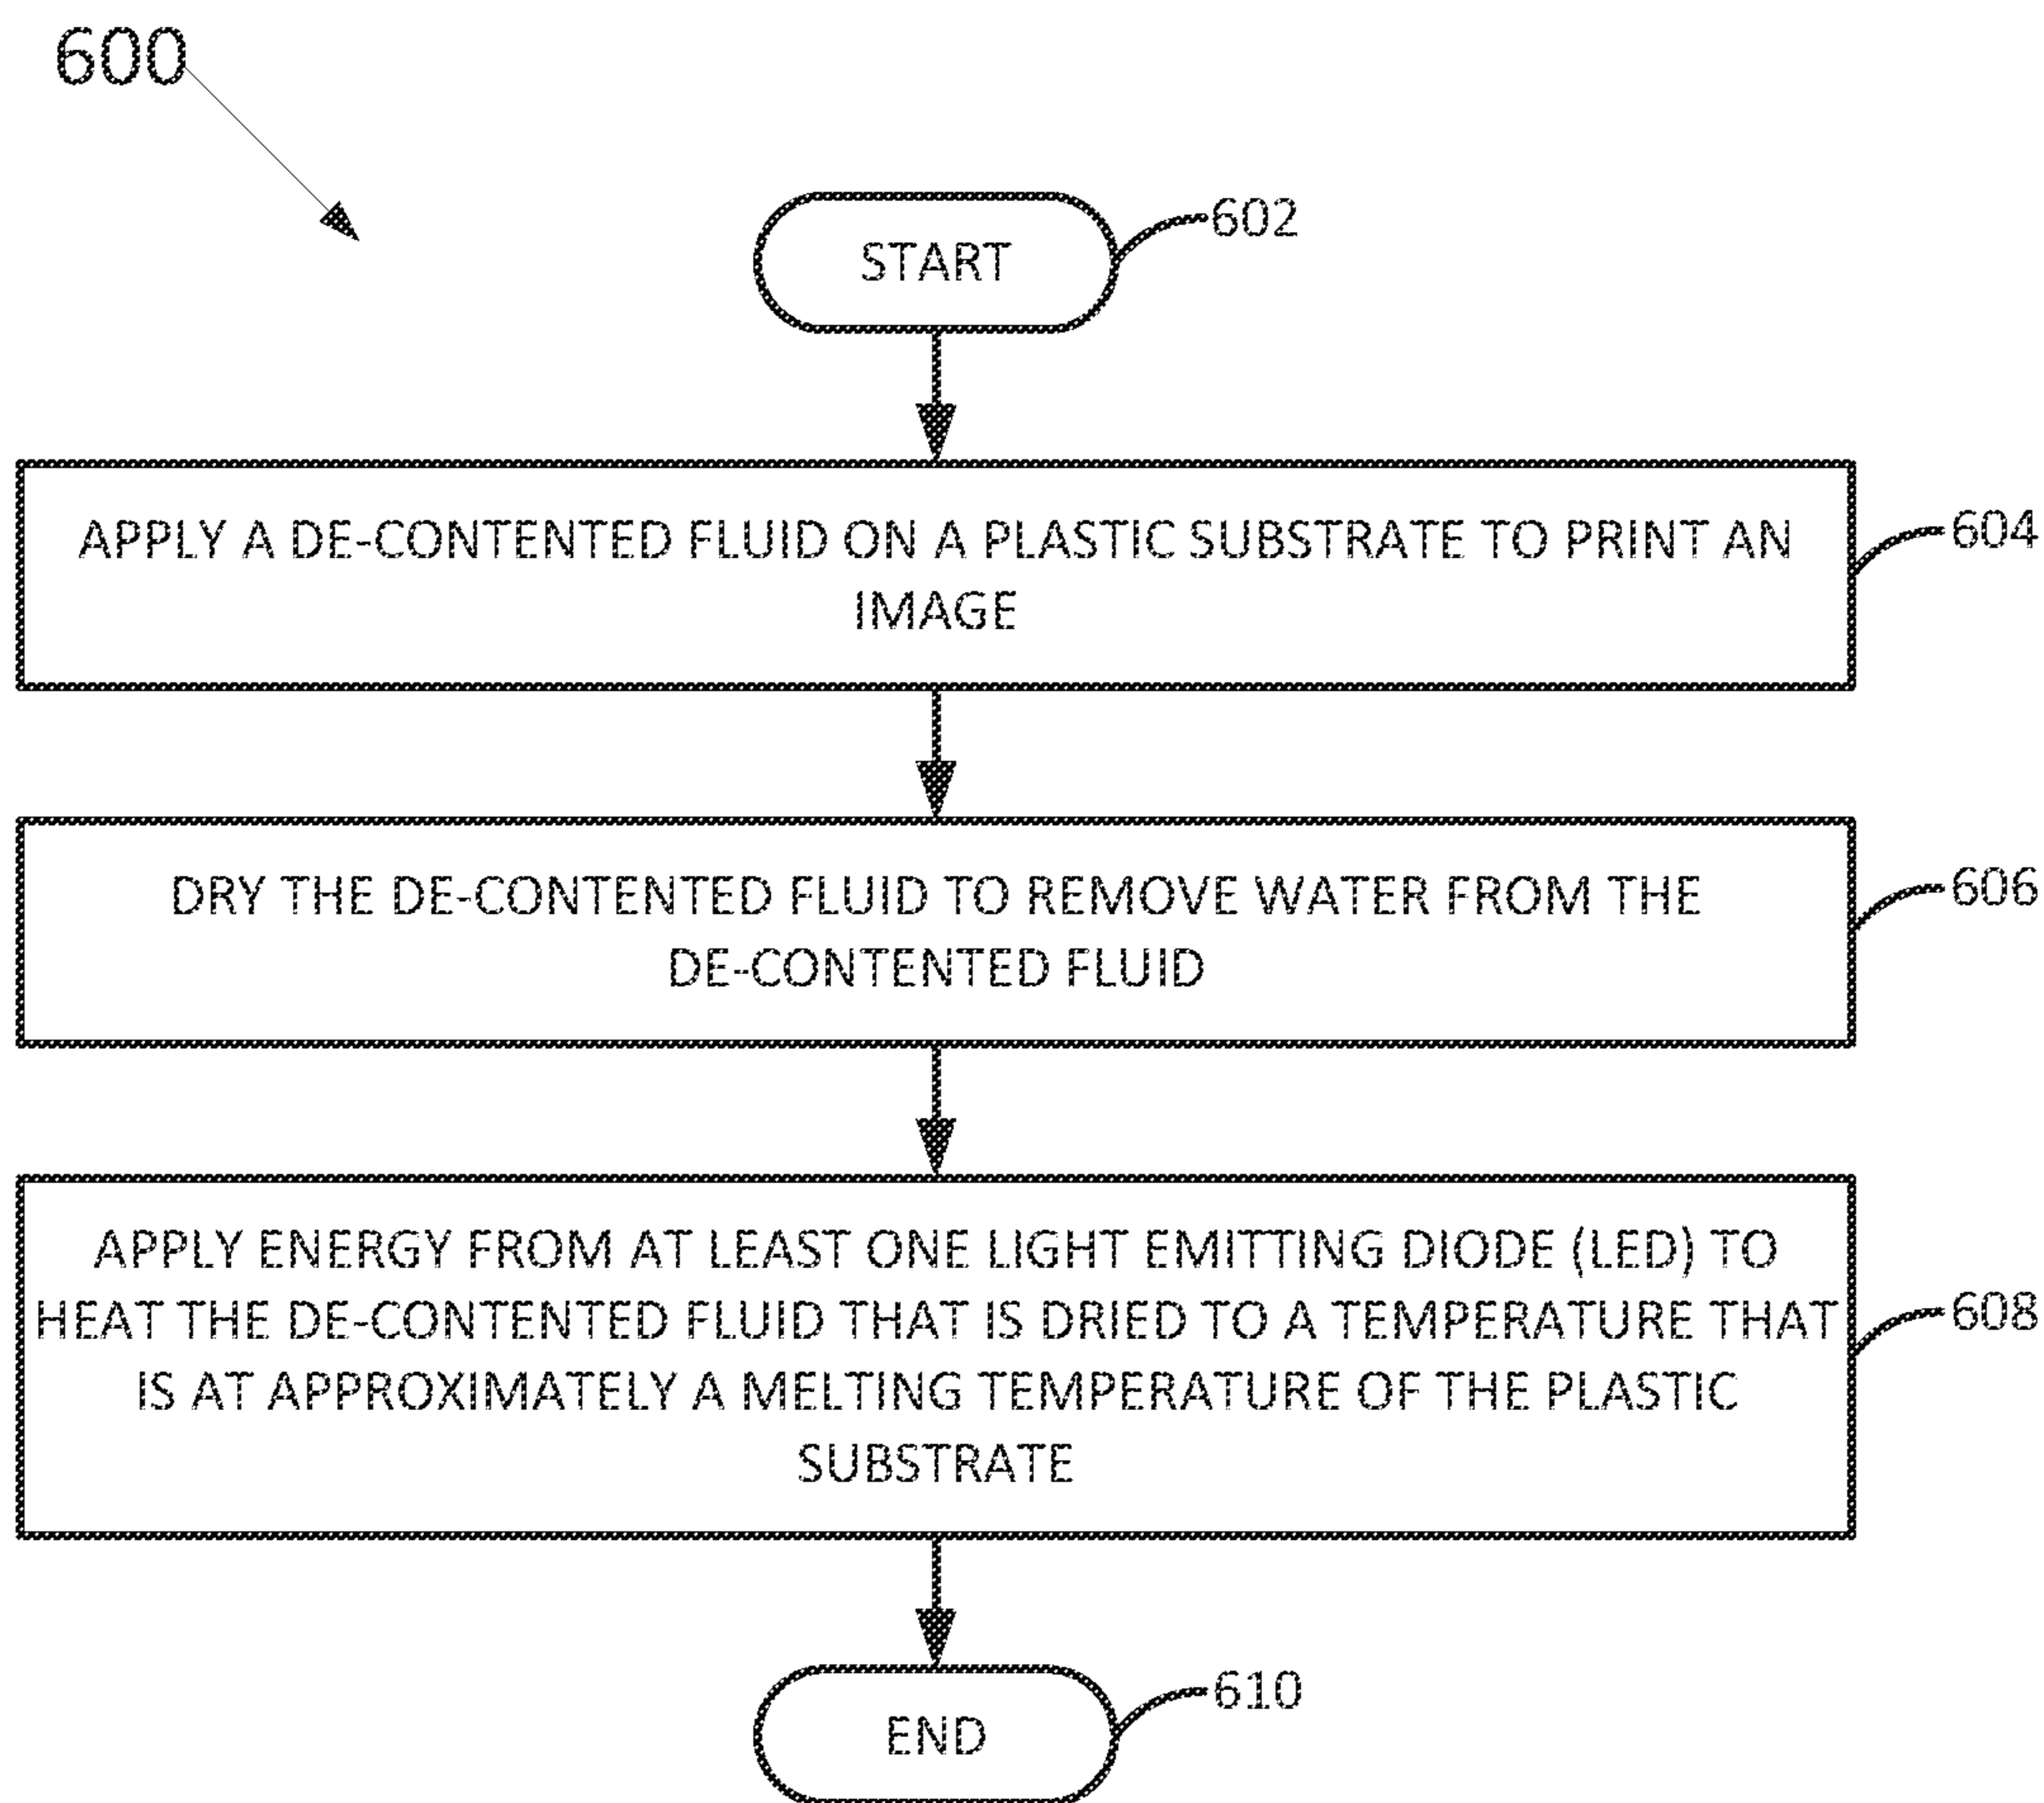 600
START
602
APPLY A DE-CONTENTED FLUID ON A PLASTIC SUBSTRATE TO PRINT AN
IMAGE
604
DRY THE DE-CONTENTED FLUID TO REMOVE WATER FROM THE
DE-CONTENTED FLUID
606
APPLY ENERGY FROM AT LEAST ONE LIGHT EMITTING DIODE (LED) TO
HEAT THE DE-CONTENTED FLUID THAT IS DRIED TO A TEMPERATURE THAT
IS AT APPROXIMATELY A MELTING TEMPERATURE OF THE PLASTIC
SUBSTRATE
608
END
610